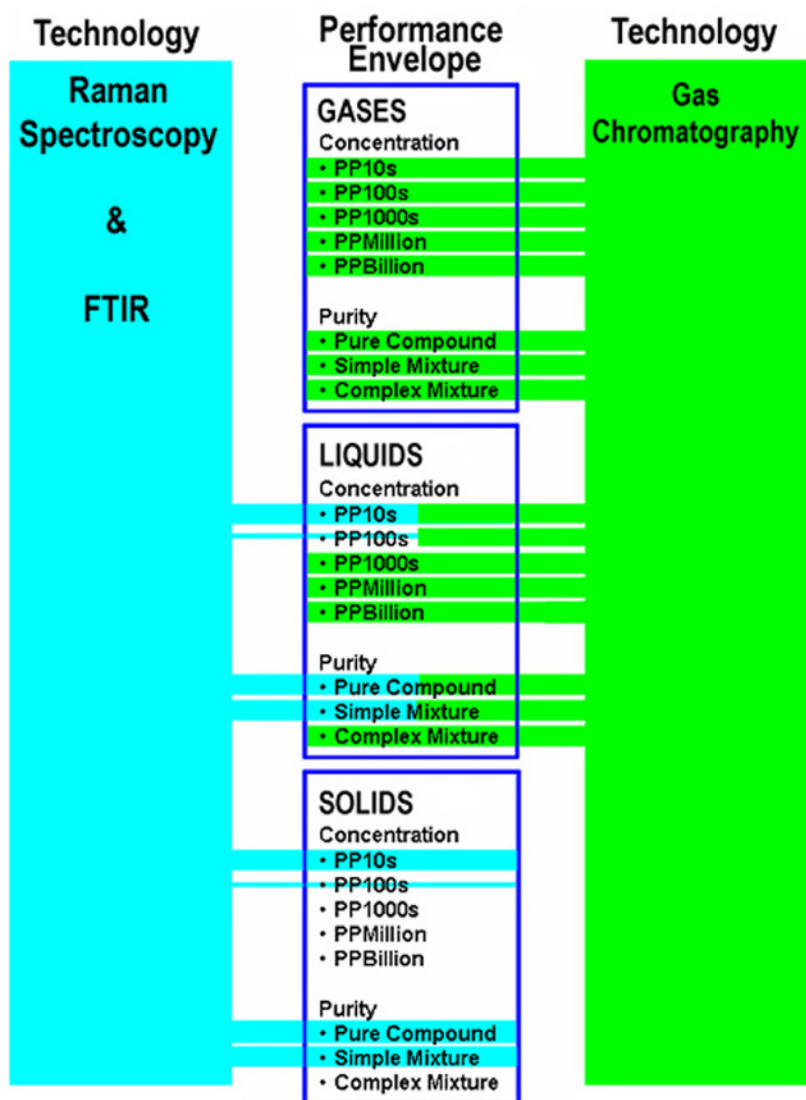 Technology
Raman
Spectroscopy
&
FTIR
Performance
Envelope
GASES
Concentration
• PP10s
• PP100s
• PP1000s
• PPMillion
• PPBillion
Purity
• Pure Compound
• Simple Mixture
• Complex Mixture
LIQUIDS
Concentration
• PP10s
• PP100s
• PP1000s
• PPMillion
• PPBillion
Purity
• Pure Compound
• Simple Mixture
• Complex Mixture
SOLIDS
Concentration
• PP10s
• PP100s
• PP1000s
• PPMillion
• PPBillion
Purity
• Pure Compound
• Simple Mixture
• Complex Mixture
Technology
Gas
Chromatography